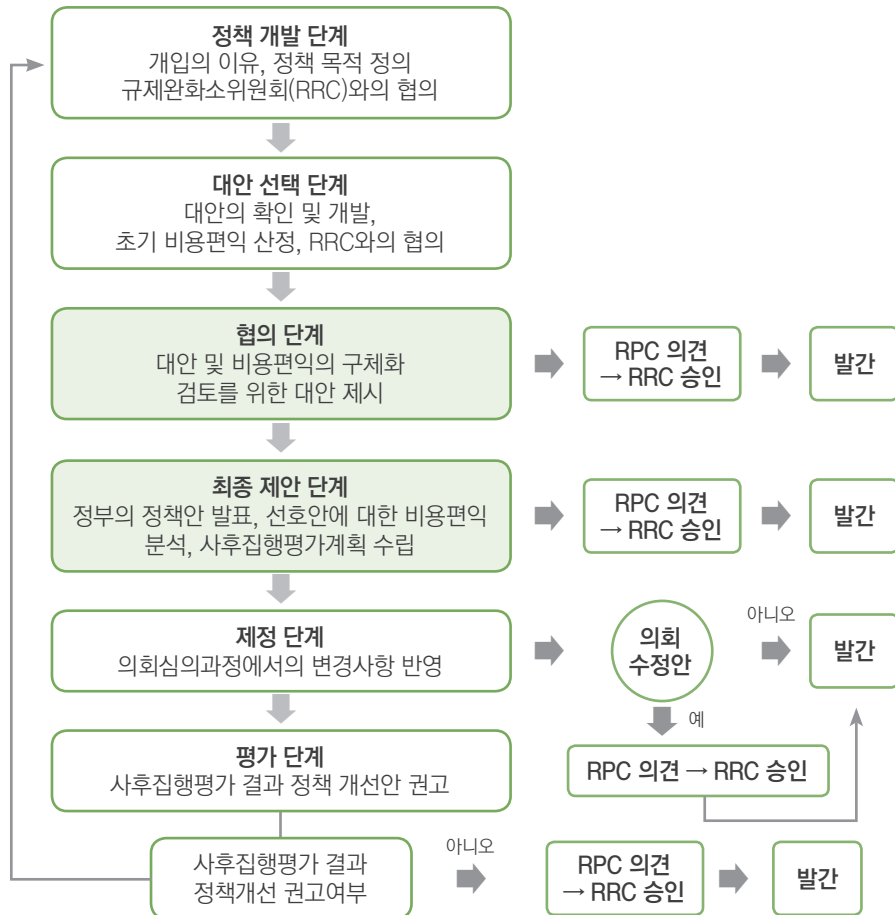 정책 개발 단계
개입의 이유, 정책 목적 정의
규제완화소위원회(RRC)와의 협의
대안 선택 단계
대안의 확인 및 개발,
초기 비용편익 산정, RRC와의 협의
협의 단계
대안 및 비용편익의 구체화
검토를 위한 대안 제시
RPC 의견
→ RRC 승인
발간
최종 제안 단계
정부의 정책안 발표, 선호안에 대한 비용편익
분석, 사후집행평가계획 수립
RPC 의견
→ RRC 승인
발간
제정 단계
의회심의과정에서의 변경사항 반영
의회
수정안
아니오
발간
예
RPC 의견 → RRC 승인
평가 단계
사후집행평가 결과 정책 개선안 권고
사후집행평가 결과
정책개선 권고여부
아니오
RPC 의견
→ RRC 승인
발간